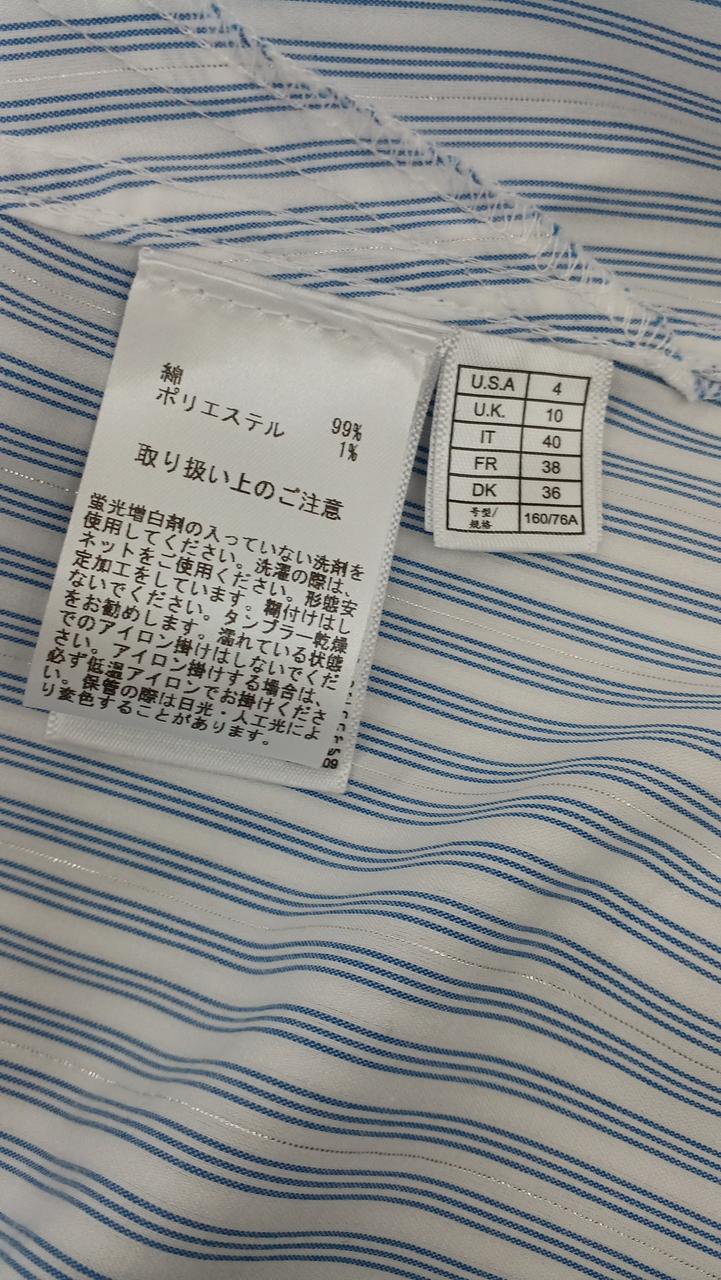 綿 99%
ポリエステル 1%
取り扱い上のご注意
蛍光増白剤の入っていない洗剤を
使用してください。洗濯の際は、
ネットをご使用ください。形態安
定加工をしています。糊付けはし
ないでください。タンブラー乾燥
をお勧めします。濡れている状態
でのアイロン掛けはしないでくだ
さい。アイロン掛けする場合は、
必ず低温アイロンでお掛けくださ
い。保管の際は日光・人工光によ
り変色することがあります。
09
U.S.A 4
U.K. 10
IT 40
FR 38
DK 36
号型/
规格 160/76A